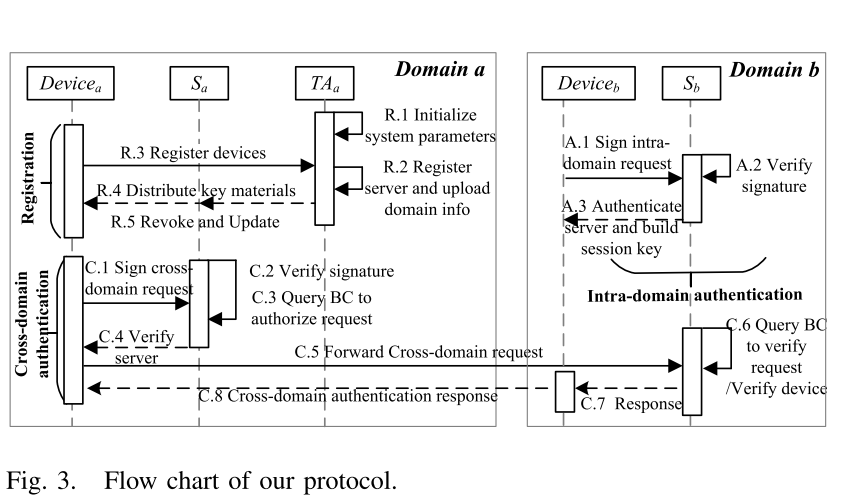 Domain a
Device_a
S_a
TA_a
Registration
R.1 Initialize
system parameters
R.3 Register devices
R.2 Register
server and upload
domain info
R.4 Distribute key materials
R.5 Revoke and Update
Cross-domain
authentication
C.1 Sign cross-
domain request
C.2 Verify signature
C.3 Query BC to
authorize request
C.4 Verify
server
C.5 Forward Cross-domain request
C.8 Cross-domain authentication response
Domain b
Device_b
S_b
A.1 Sign intra-
domain request
A.2 Verify
signature
A.3 Authenticate
server and build
session key
Intra-domain authentication
C.6 Query BC
to verify
request
/Verify device
C.7 Response
Fig. 3. Flow chart of our protocol.